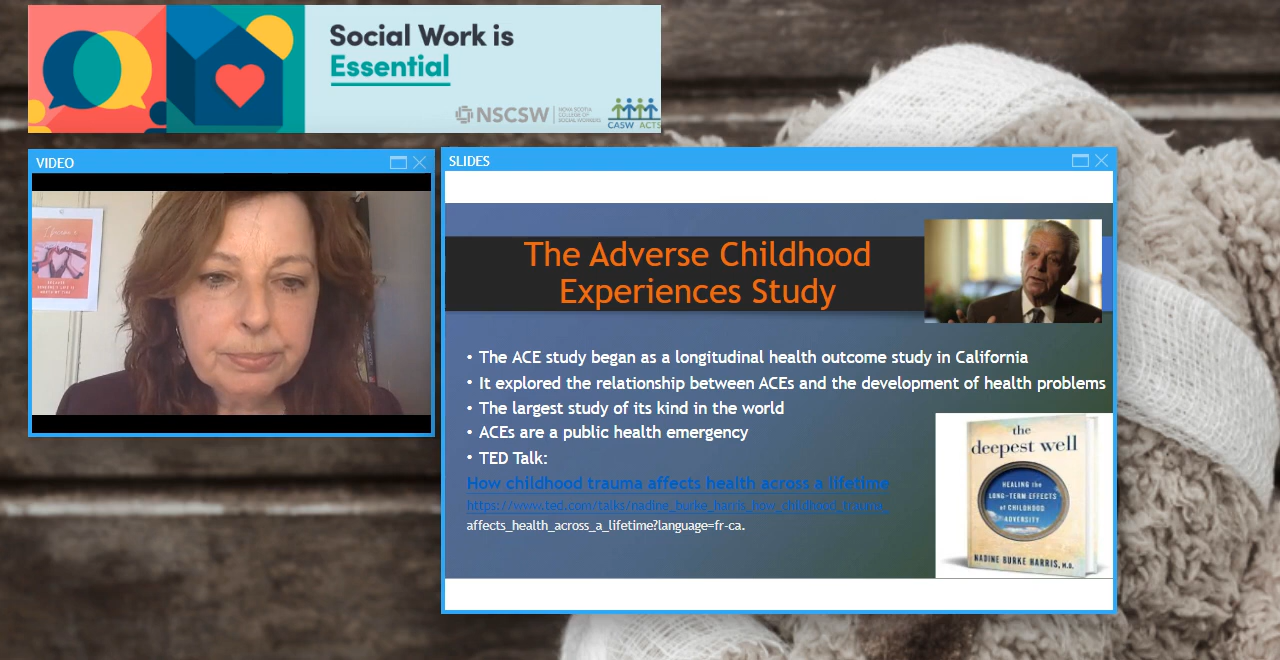 Social Work is
Essential
NSCSW
NOVA SCOTIA
COLLEGE OF
SOCIAL WORKERS
CASW ACTS
VIDEO
SLIDES
The Adverse Childhood
Experiences Study
• The ACE study began as a longitudinal health outcome study in California
• It explored the relationship between ACEs and the development of health problems
• The largest study of its kind in the world
• ACEs are a public health emergency
• TED Talk:
How childhood trauma affects health across a lifetime
https://www.ted.com/talks/nadine_burke_harris_how_childhood_trauma_
affects_health_across_a_lifetime?language=fr-ca.
the
deepest well
HEALING the
LONG-TERM EFFECTS
of CHILDHOOD
ADVERSITY
NADINE BURKE HARRIS, M.D.